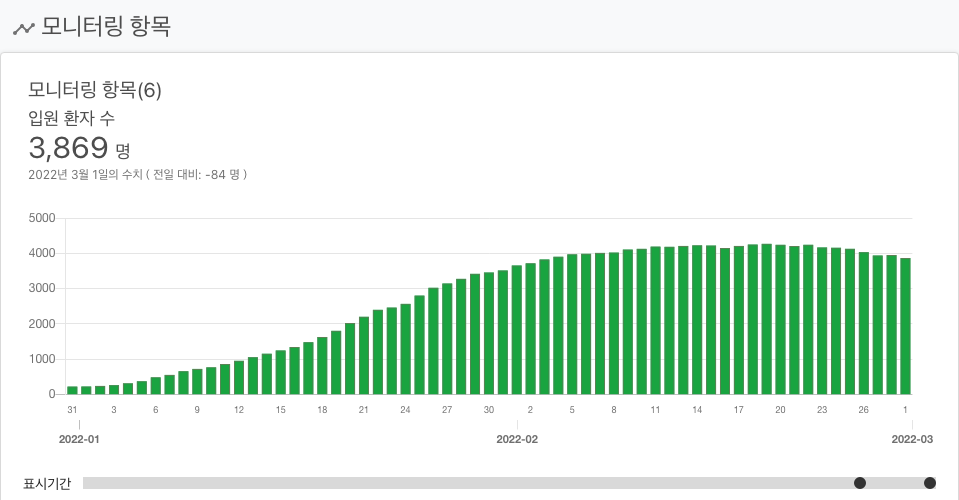 모니터링 항목
모니터링 항목(6)
입원 환자 수
3,869 명
2022년 3월 1일의 수치 ( 전일 대비: -84 명 )
5000
4000
3000
2000
1000
0
31 3 6 9 12 15 18 21 24 27 30 2 5 8 11 14 17 20 23 26 1
2022-01 2022-02 2022-03
표시기간